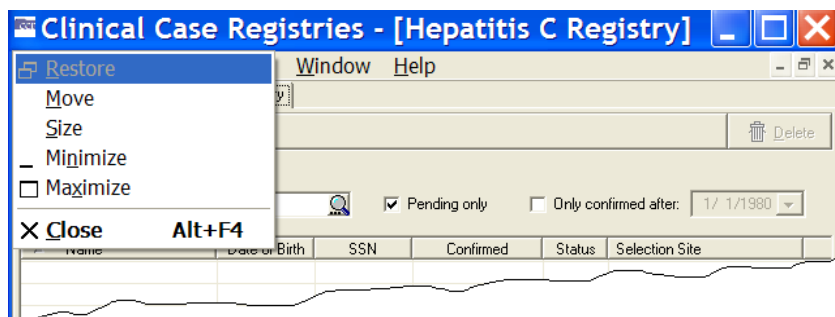 Clinical Case Registries - [Hepatitis C Registry]
Restore Window Help
Move
Size
Delete
Minimize
Maximize
Pending only Only confirmed after: 1/ 1/1980
Close Alt+F4
Name Date of Birth SSN Confirmed Status Selection Site